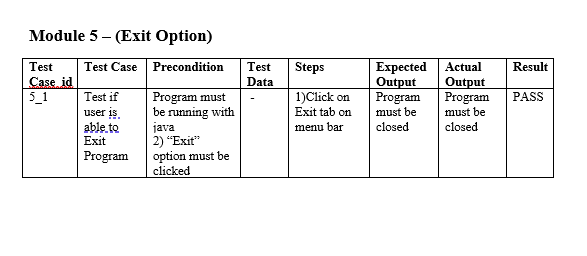 Module 5 – (Exit Option)
Test Case_id
Test Case
Precondition
Test Data
Steps
Expected Output
Actual Output
Result
5_1
Test if
user is
able to
Exit
Program
Program must
be running with
java
2) “Exit”
option must be
clicked
-
1)Click on
Exit tab on
menu bar
Program
must be
closed
Program
must be
closed
PASS